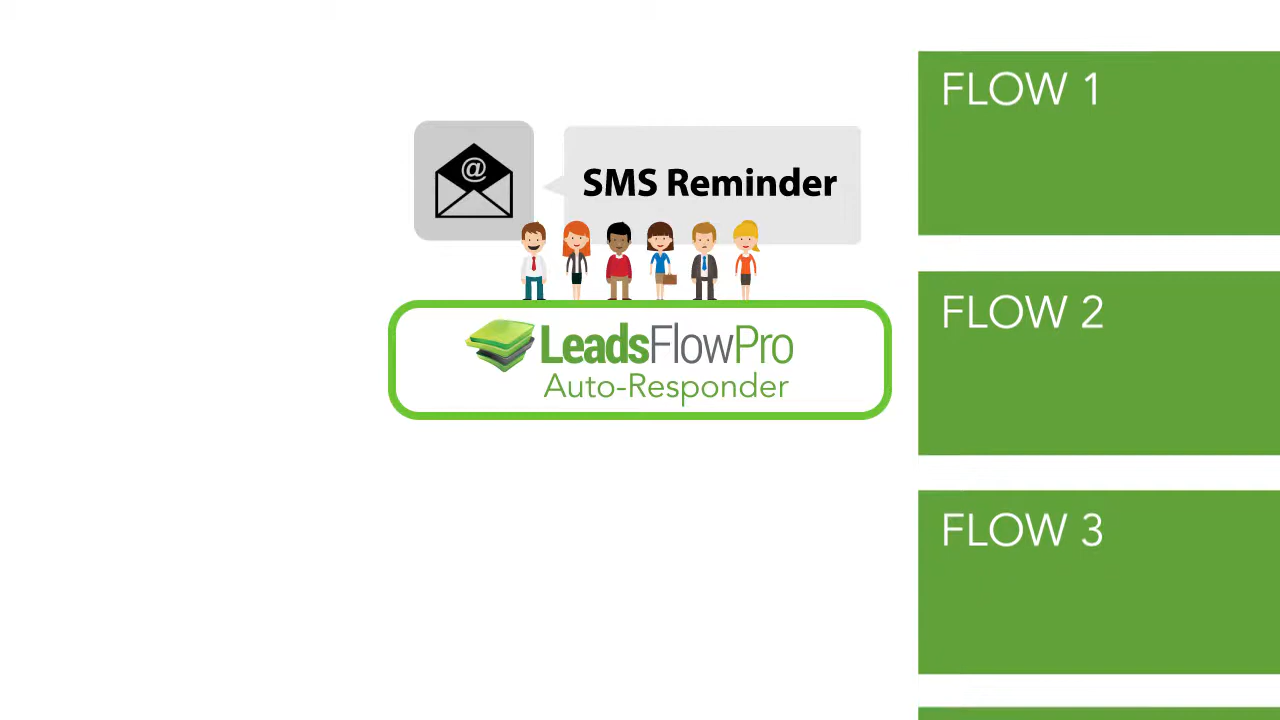 @
SMS Reminder
LeadsFlowPro
Auto-Responder
FLOW 1
FLOW 2
FLOW 3